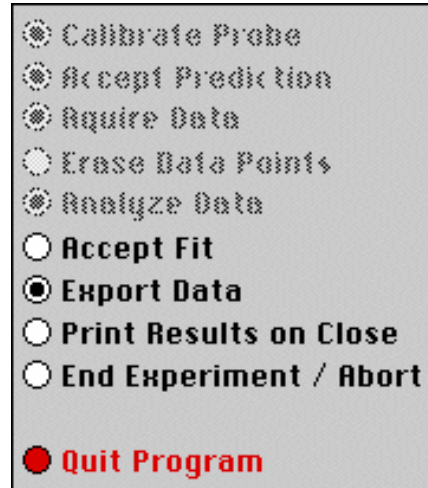 Calibrate Probe
Accept Prediction
Aquire Data
Erase Data Points
Analyze Data
Accept Fit
Export Data
Print Results on Close
End Experiment / Abort
Quit Program